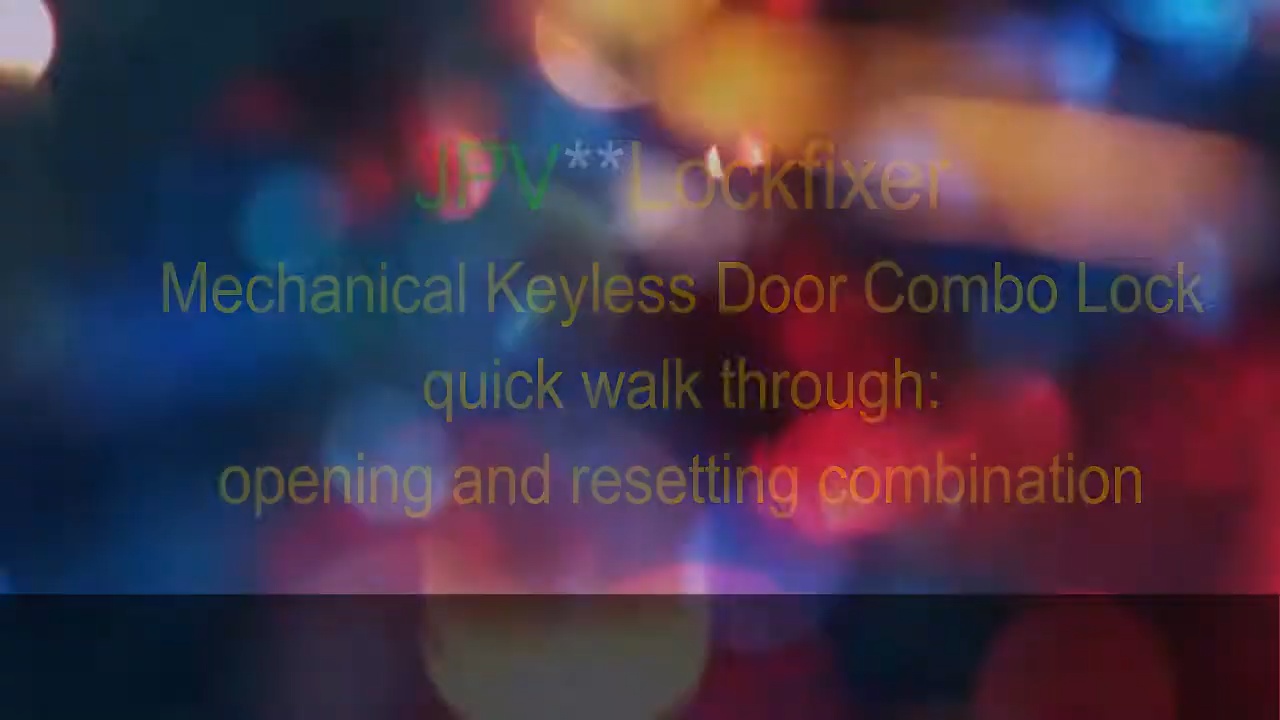 JPV**Lockfixer
Mechanical Keyless Door Combo Lock
quick walk through:
opening and resetting combination